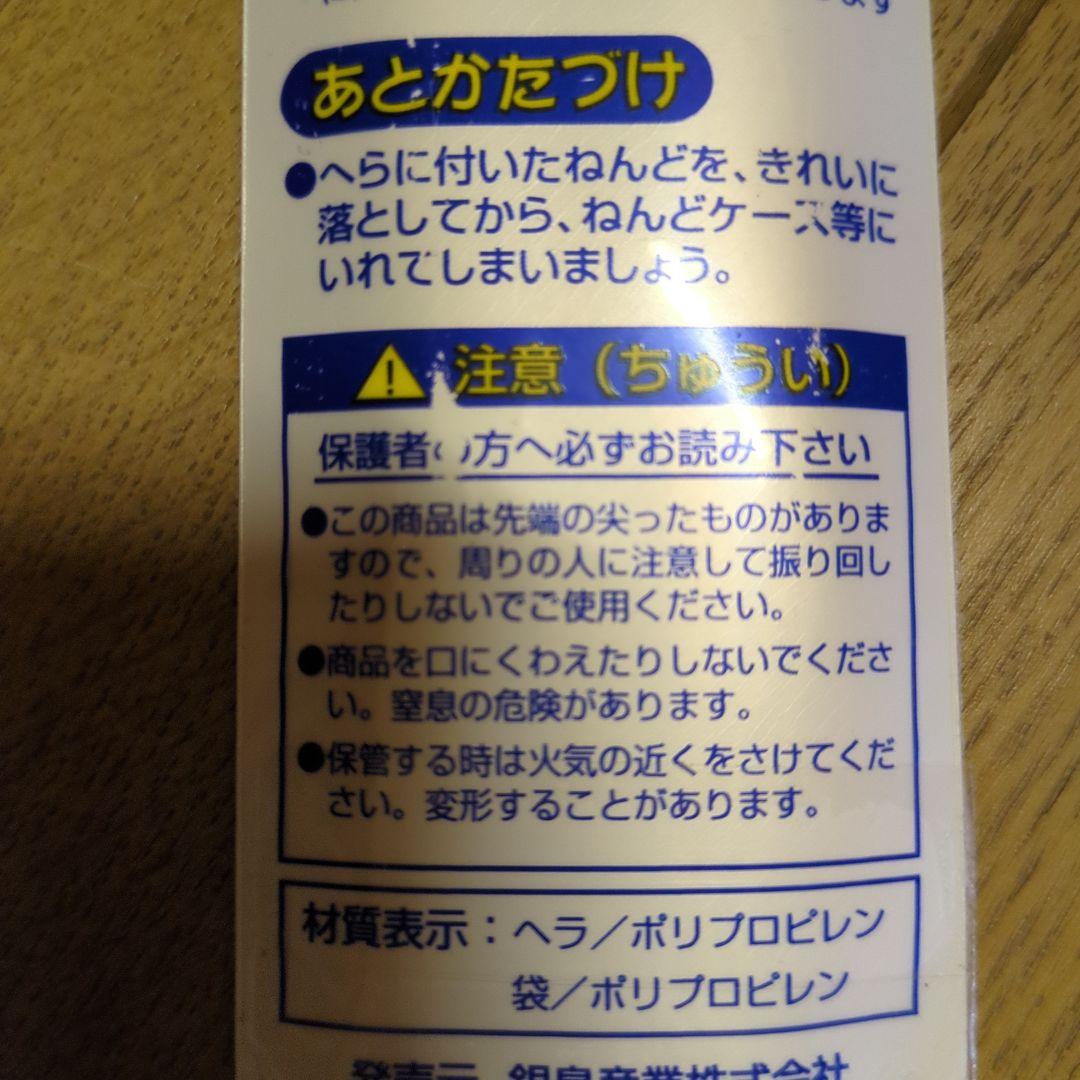 あとかたづけ
●へらに付いたねんどを、きれいに
落としてから、ねんどケース等に
いれてしまいましょう。
注意（ちゅうい）
保護者の方へ必ずお読み下さい
●この商品は先端の尖ったものがありま
すので、周りの人に注意して振り回し
たりしないでご使用ください。
●商品を口にくわえたりしないでくださ
い。窒息の危険があります。
●保管する時は火気の近くをさけてくだ
さい。変形することがあります。
材質表示：ヘラ／ポリプロピレン
袋／ポリプロピレン
銀鳥産業株式会社